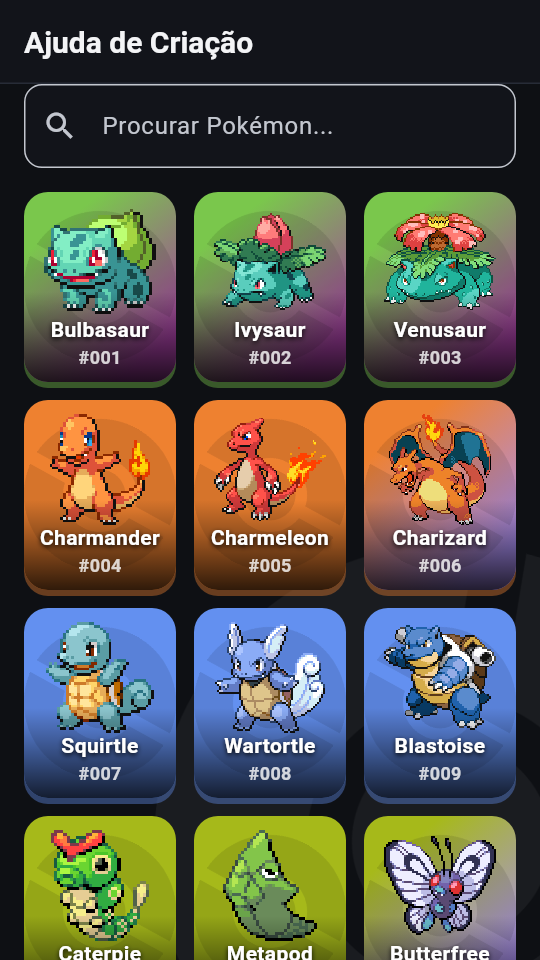 Ajuda de Criação
Procurar Pokémon...
Bulbasaur
#001
Ivysaur
#002
Venusaur
#003
Charmander
#004
Charmeleon
#005
Charizard
#006
Squirtle
#007
Wartortle
#008
Blastoise
#009
Caterpie
Metapod
Butterfree